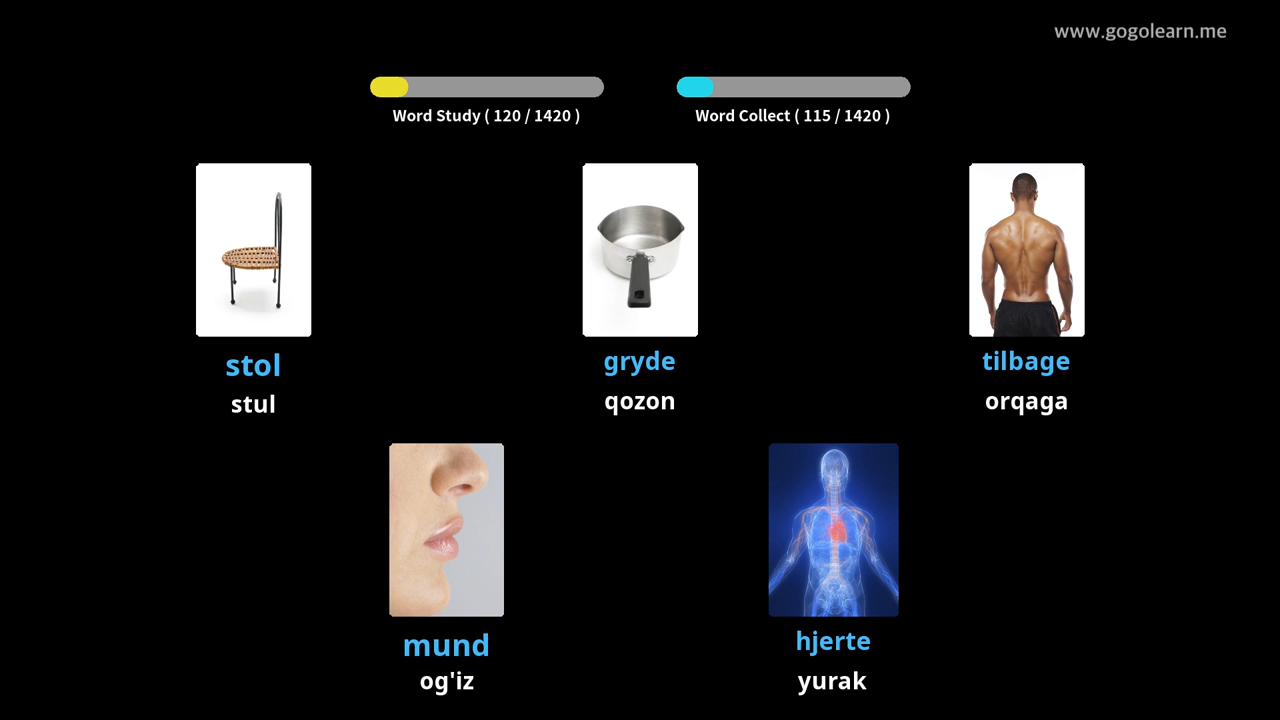 www.gogolearn.me
Word Study ( 120 / 1420 )
Word Collect ( 115 / 1420 )
stol
stul
gryde
qozon
tilbage
orqaga
mund
og'iz
hjerte
yurak